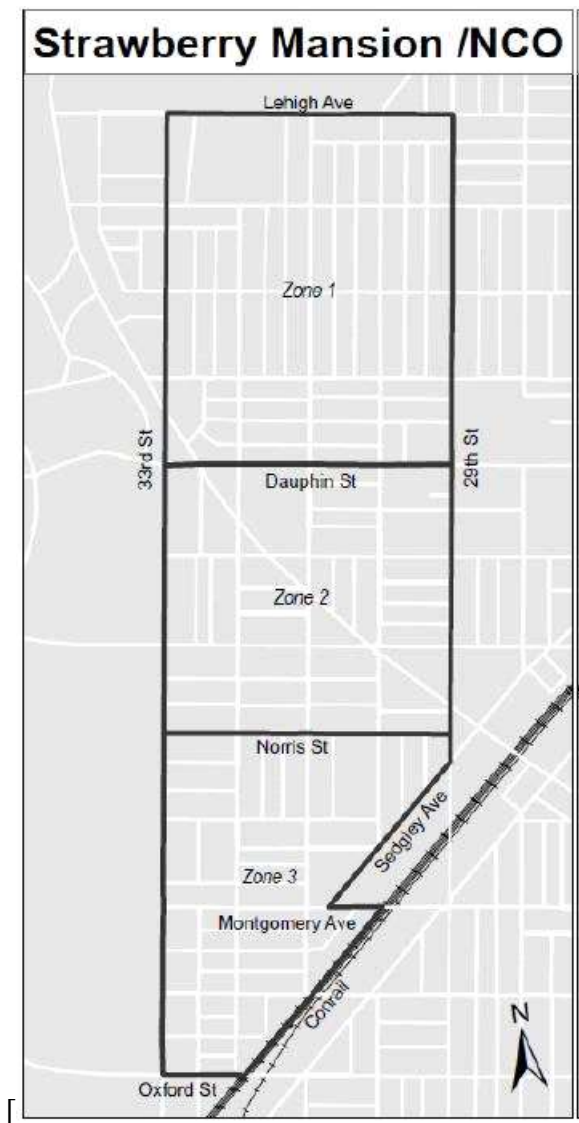 Strawberry Mansion /NCO
Lehigh Ave
Zone 1
33rd St
29th St
Dauphin St
Zone 2
Norris St
Sedgley Ave
Zone 3
Montgomery Ave
Conrail
N
Oxford St
[